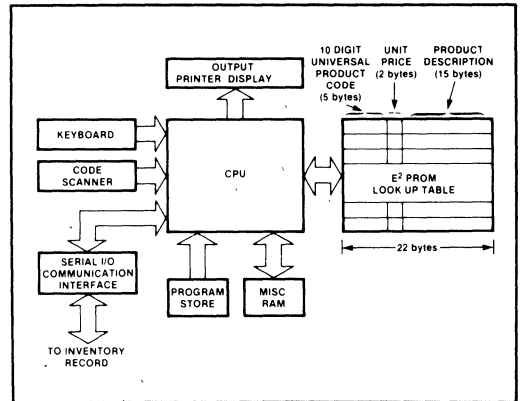 10 DIGIT
UNIVERSAL
PRODUCT
CODE
(5 bytes)
UNIT
PRICE
(2 bytes)
PRODUCT
DESCRIPTION
(15 bytes)
OUTPUT
PRINTER DISPLAY
KEYBOARD
CODE
SCANNER
CPU
E² PROM
LOOK UP TABLE
22 bytes
SERIAL I/O
COMMUNICATION
INTERFACE
PROGRAM
STORE
MISC
RAM
TO INVENTORY
RECORD